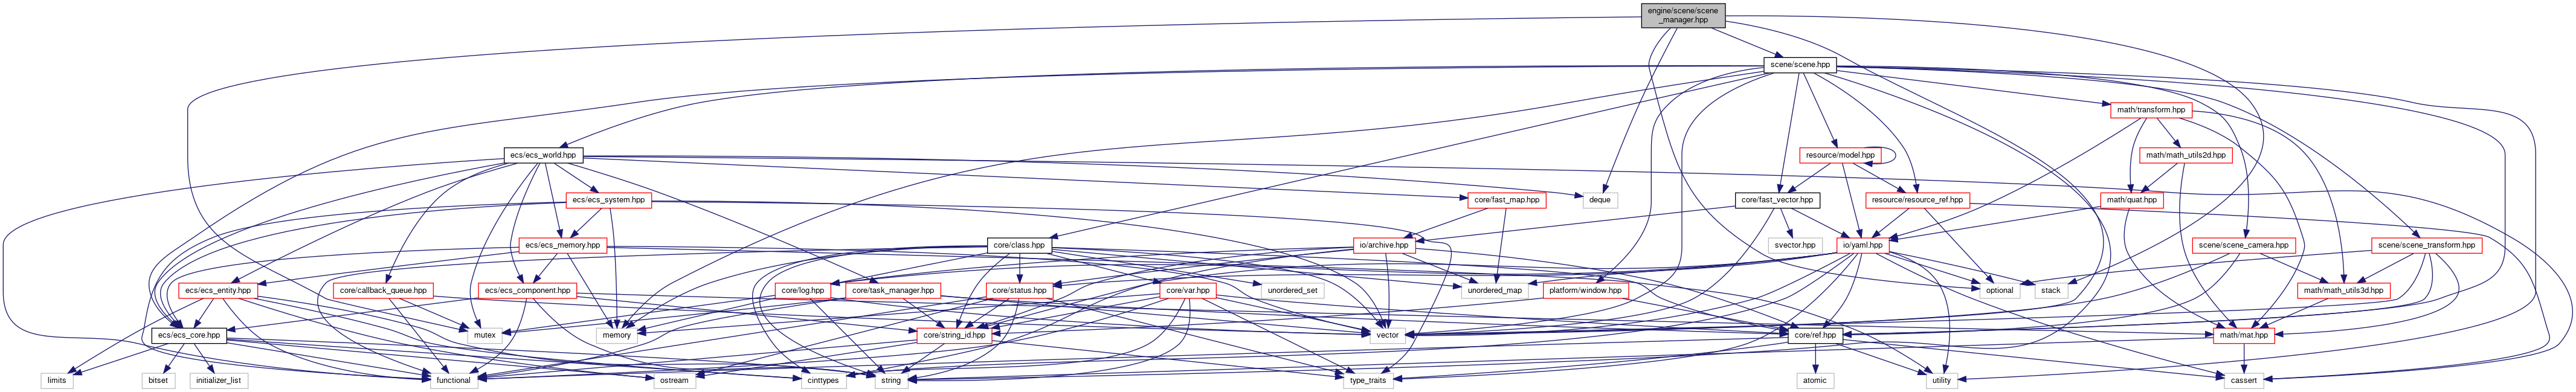 engine/scene/scene
_manager.hpp
scene/scene.hpp
math/transform.hpp
ecs/ecs_world.hpp
resource/model.hpp
math/math_utils2d.hpp
ecs/ecs_system.hpp
core/fast_map.hpp
deque
core/fast_vector.hpp
resource/resource_ref.hpp
math/quat.hpp
ecs/ecs_memory.hpp
core/class.hpp
io/archive.hpp
svector.hpp
io/yaml.hpp
scene/scene_camera.hpp
scene/scene_transform.hpp
ecs/ecs_entity.hpp
core/callback_queue.hpp
ecs/ecs_component.hpp
unordered_set
core/log.hpp
core/task_manager.hpp
core/status.hpp
core/var.hpp
unordered_map
platform/window.hpp
optional
stack
math/math_utils3d.hpp
ecs/ecs_core.hpp
mutex
memory
core/string_id.hpp
vector
core/ref.hpp
math/mat.hpp
limits
bitset
initializer_list
functional
ostream
cinttypes
string
type_traits
atomic
utility
cassert